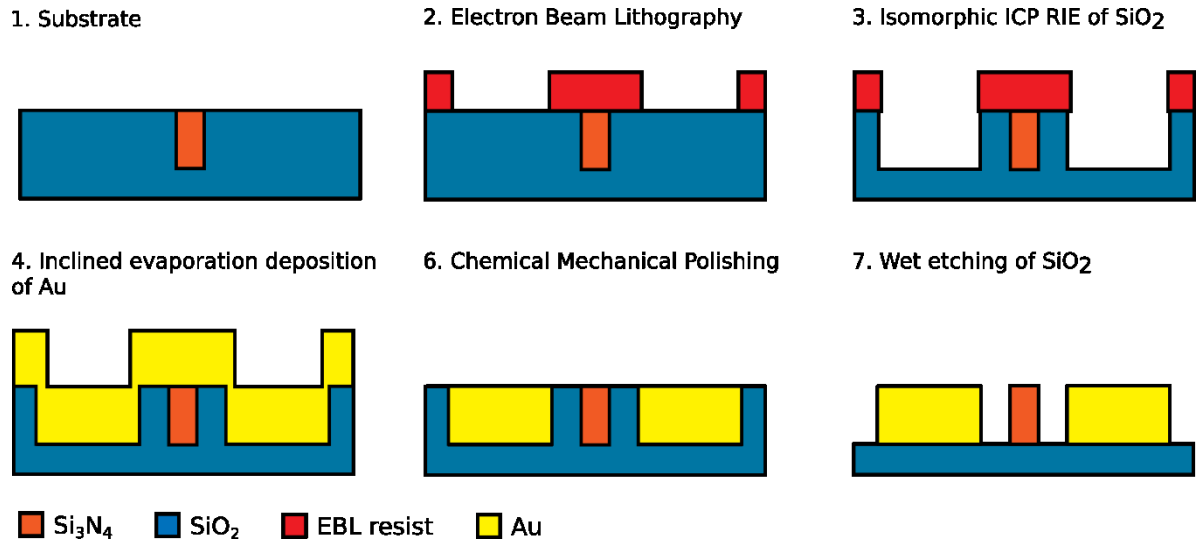 1. Substrate
2. Electron Beam Lithography
3. Isomorphic ICP RIE of SiO2
4. Inclined evaporation deposition
of Au
6. Chemical Mechanical Polishing
7. Wet etching of SiO2
Si3N4 SiO2 EBL resist Au